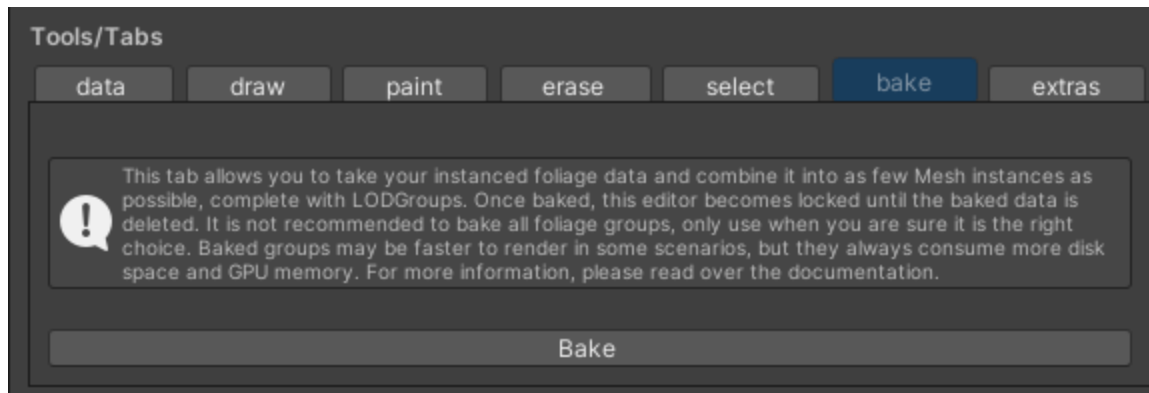 Tools/Tabs
data draw paint erase select bake extras
This tab allows you to take your instanced foliage data and combine it into as few Mesh instances as
possible, complete with LODGroups. Once baked, this editor becomes locked until the baked data is
deleted. It is not recommended to bake all foliage groups, only use when you are sure it is the right
choice. Baked groups may be faster to render in some scenarios, but they always consume more disk
space and GPU memory. For more information, please read over the documentation.
Bake